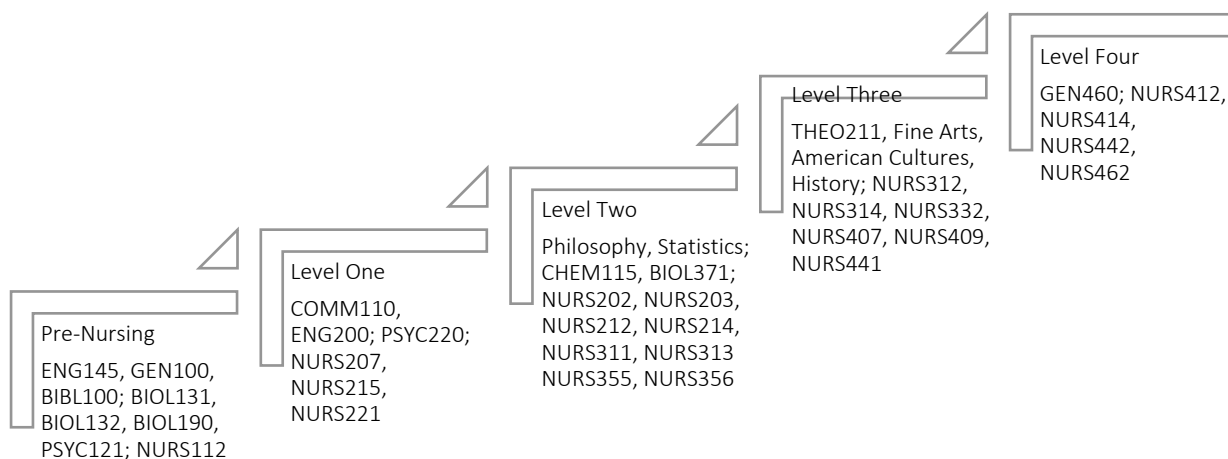 Pre-Nursing
ENG145, GEN100,
BIBL100; BIOL131,
BIOL132, BIOL190,
PSYC121; NURS112
Level One
COMM110,
ENG200; PSYC220;
NURS207,
NURS215,
NURS221
Level Two
Philosophy, Statistics;
CHEM115, BIOL371;
NURS202, NURS203,
NURS212, NURS214,
NURS311, NURS313
NURS355, NURS356
Level Three
THEO211, Fine Arts,
American Cultures,
History; NURS312,
NURS314, NURS332,
NURS407, NURS409,
NURS441
Level Four
GEN460; NURS412,
NURS414,
NURS442,
NURS462